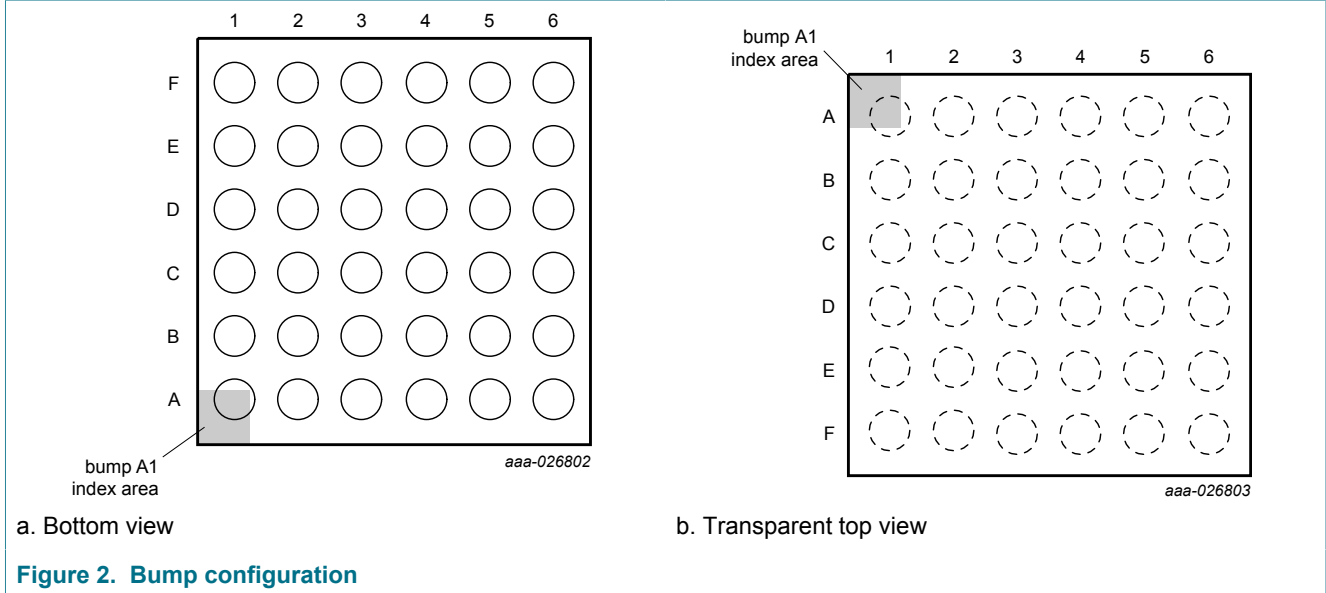 1 2 3 4 5 6
F
E
D
C
B
A
bump A1
index area
aaa-026802
a. Bottom view
bump A1
index area
1 2 3 4 5 6
A
B
C
D
E
F
aaa-026803
b. Transparent top view
Figure 2. Bump configuration